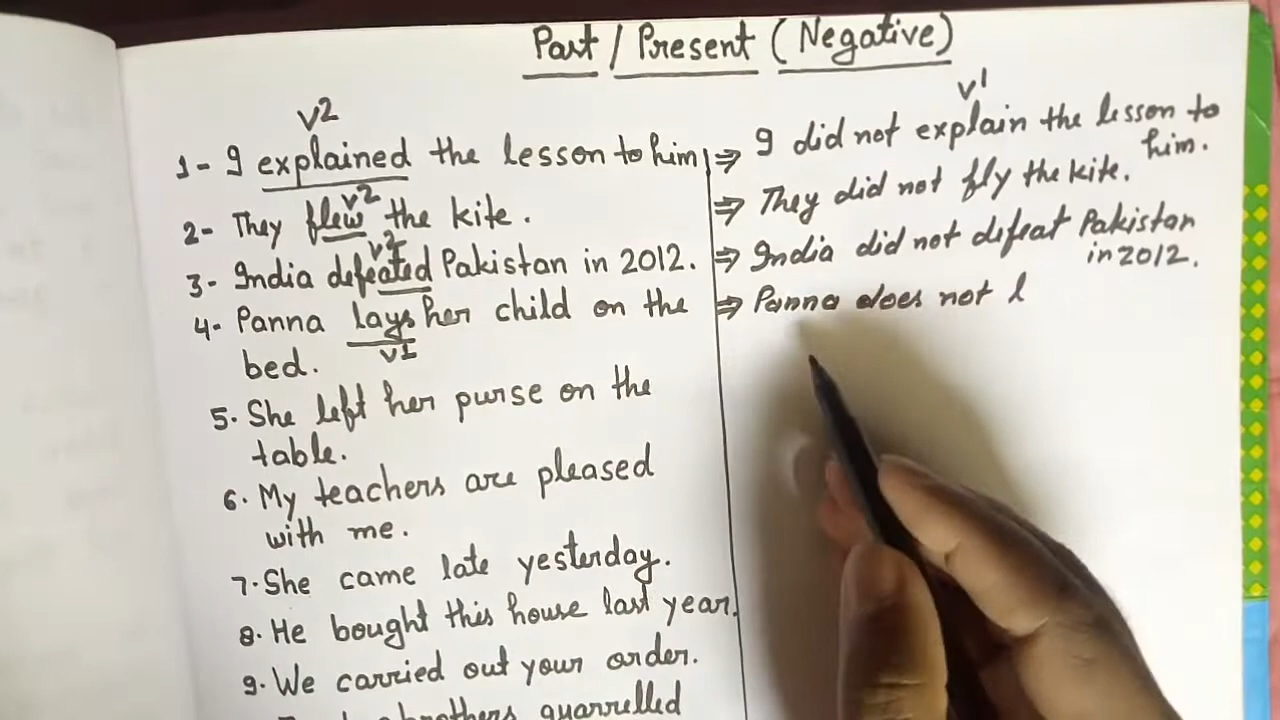 Past / Present (Negative)
V2
V1
1- I explained the lesson to him
⇒ I did not explain the lesson to
him.
V2
2- They flew the kite.
⇒ They did not fly the kite.
V2
3- India defeated Pakistan in 2012.
⇒ India did not defeat Pakistan
in 2012.
4- Panna lays her child on the
bed.
V1
⇒ Panna does not l
5. She left her purse on the
table.
6. My teachers are pleased
with me.
7. She came late yesterday.
8. He bought this house last year.
9. We carried out your order.
brothers quarrelled